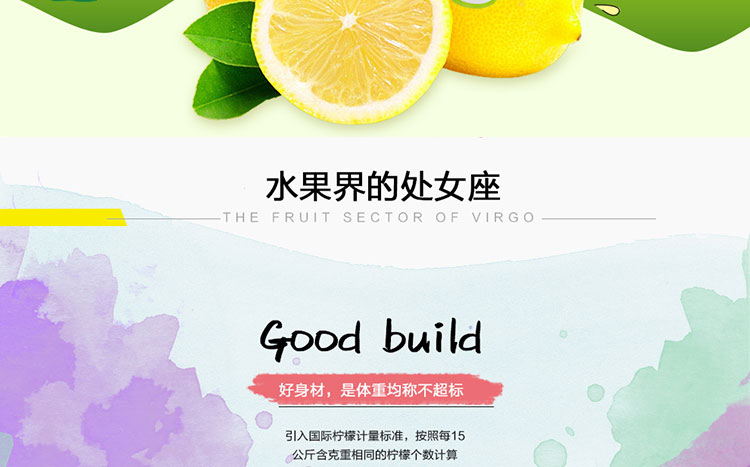 水果界的处女座
THE FRUIT SECTOR OF VIRGO
Good build
好身材，是体重均称不超标
引入国际柠檬计量标准，按照每15
公斤含克重相同的柠檬个数计算